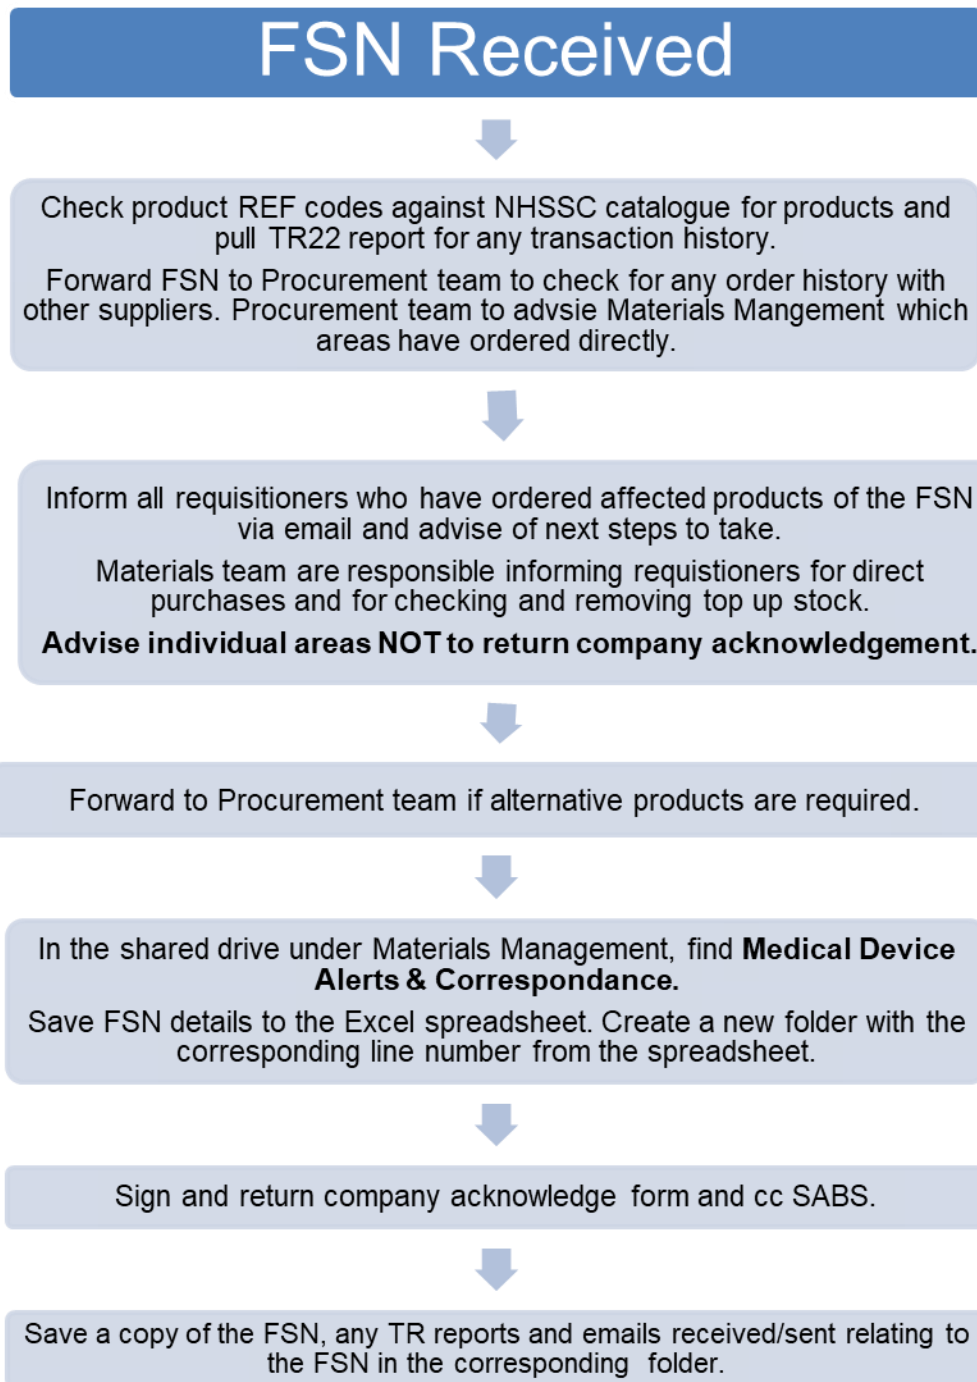 FSN Received
Check product REF codes against NHSSC catalogue for products and
pull TR22 report for any transaction history.
Forward FSN to Procurement team to check for any order history with
other suppliers. Procurement team to advsie Materials Mangement which
areas have ordered directly.
Inform all requisitioners who have ordered affected products of the FSN
via email and advise of next steps to take.
Materials team are responsible informing requistioners for direct
purchases and for checking and removing top up stock.
Advise individual areas NOT to return company acknowledgement.
Forward to Procurement team if alternative products are required.
In the shared drive under Materials Management, find Medical Device
Alerts & Correspondance.
Save FSN details to the Excel spreadsheet. Create a new folder with the
corresponding line number from the spreadsheet.
Sign and return company acknowledge form and cc SABS.
Save a copy of the FSN, any TR reports and emails received/sent relating to
the FSN in the corresponding folder.